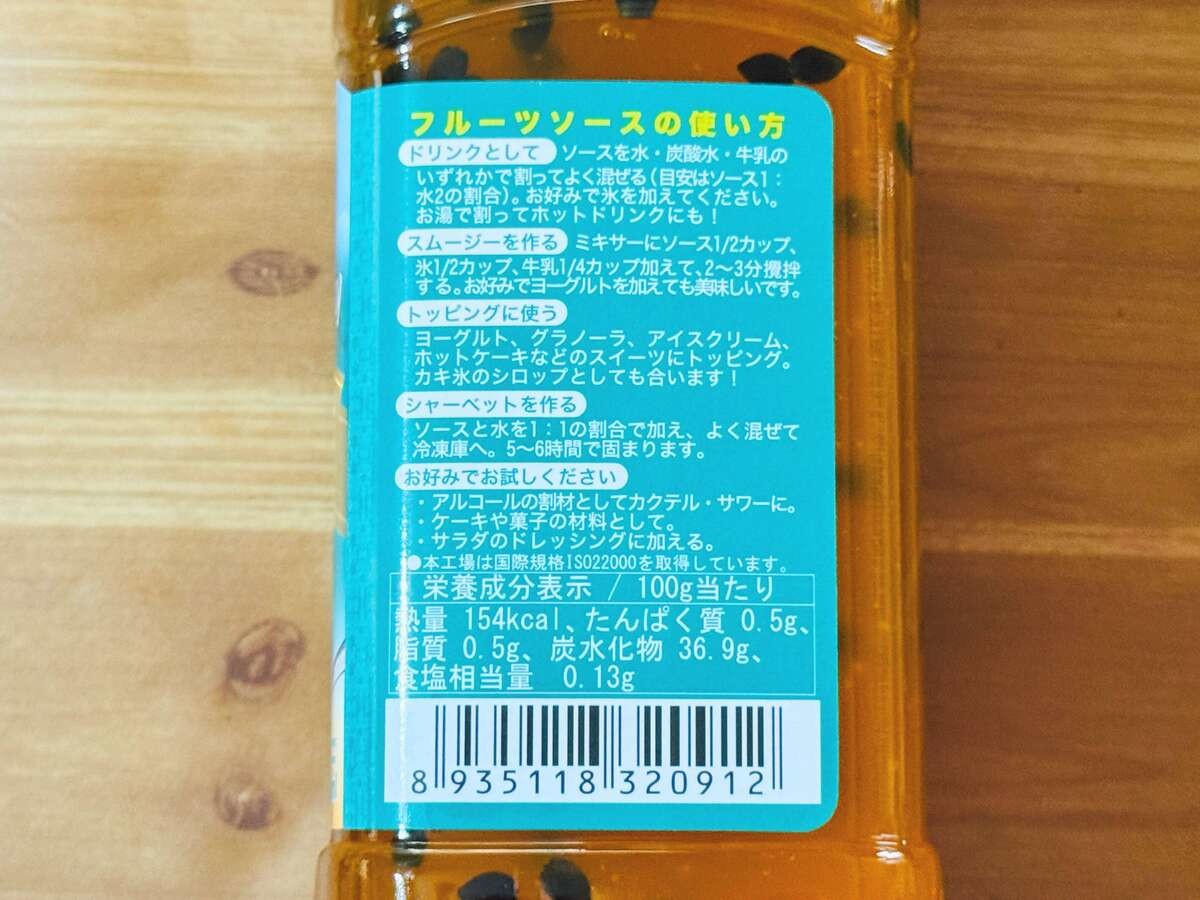 フルーツソースの使い方
ドリンクとして ソースを水・炭酸水・牛乳の
いずれかで割ってよく混ぜる(目安はソース1:
水2の割合)。お好みで氷を加えてください。
お湯で割ってホットドリンクにも!
スムージーを作る ミキサーにソース1/2カップ、
氷1/2カップ、牛乳1/4カップ加えて、2〜3分攪拌
する。お好みでヨーグルトを加えても美味しいです。
トッピングに使う
ヨーグルト、グラノーラ、アイスクリーム、
ホットケーキなどのスイーツにトッピング。
カキ氷のシロップとしても合います!
シャーベットを作る
ソースと水を1:1の割合で加え、よく混ぜて
冷凍庫へ。5〜6時間で固まります。
お好みでお試しください
・アルコールの割材としてカクテル・サワーに。
・ケーキや菓子の材料として。
・サラダのドレッシングに加える。
●本工場は国際規格ISO22000を取得しています。
栄養成分表示 / 100g当たり
熱量 154kcal、たんぱく質 0.5g、
脂質 0.5g、炭水化物 36.9g、
食塩相当量 0.13g
8 935118 320912